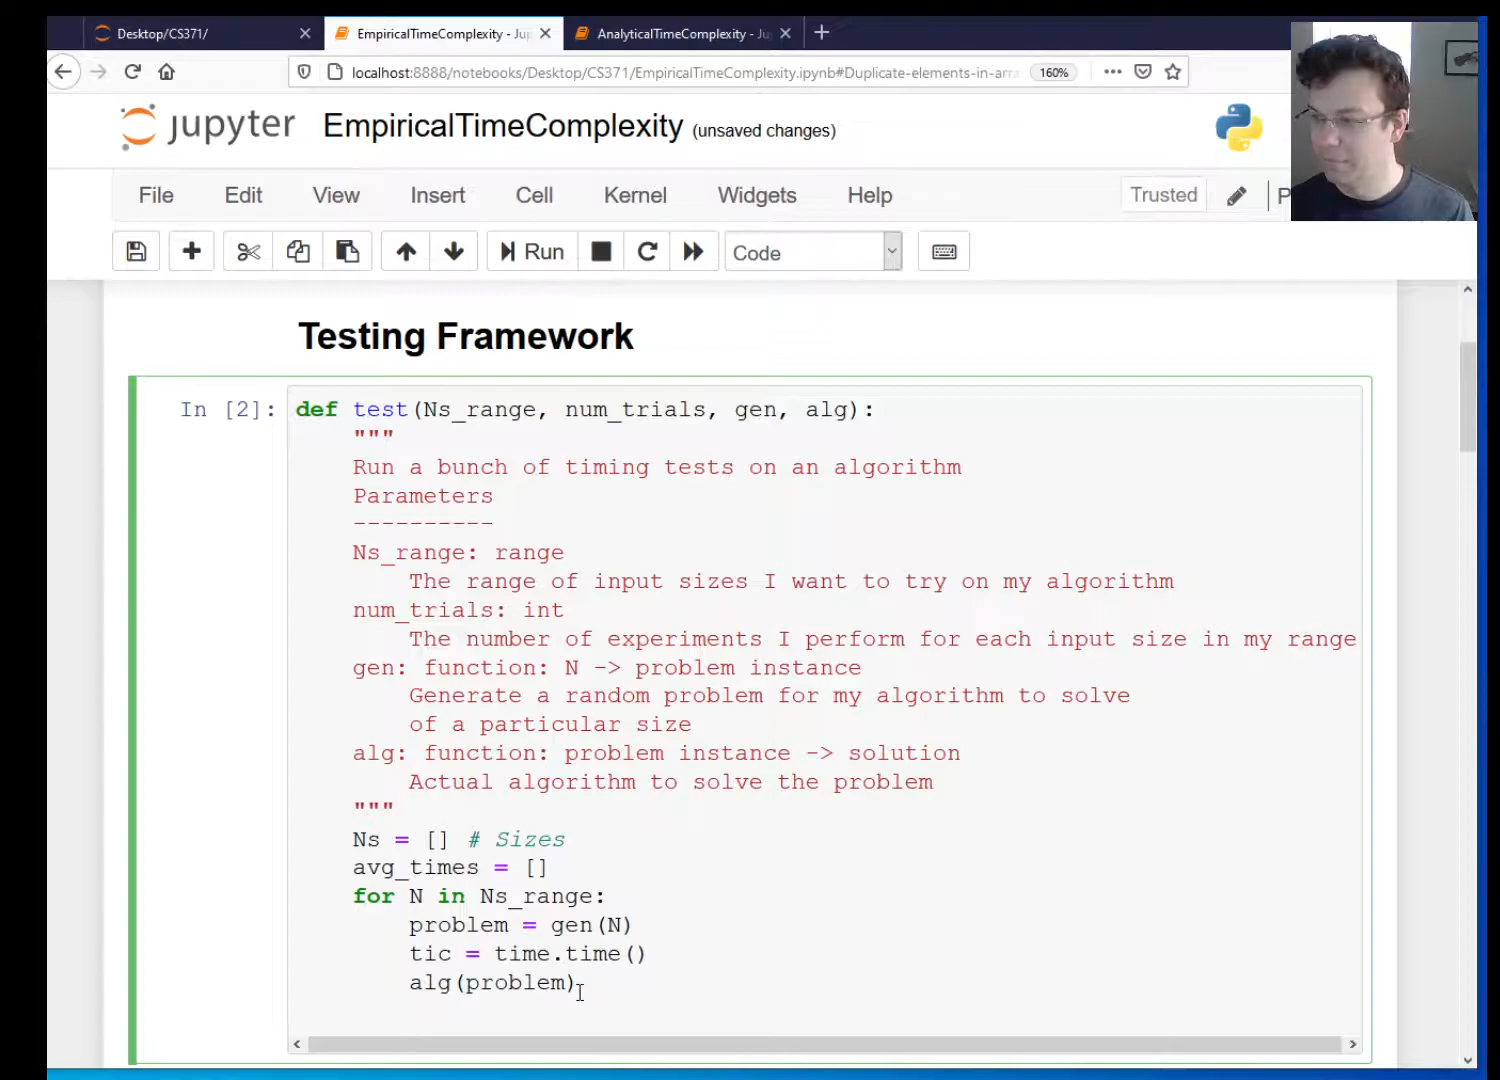 Desktop/CS371/
EmpiricalTimeComplexity - Jup
AnalyticalTimeComplexity - Ju
localhost:8888/notebooks/Desktop/CS371/EmpiricalTimeComplexity.ipynb#Duplicate-elements-in-arra
160%
jupyter EmpiricalTimeComplexity (unsaved changes)
File Edit View Insert Cell Kernel Widgets Help
Trusted
P
Run
Code
Testing Framework
In [2]: def test(Ns_range, num_trials, gen, alg):
"""
Run a bunch of timing tests on an algorithm
Parameters
----------
Ns_range: range
The range of input sizes I want to try on my algorithm
num_trials: int
The number of experiments I perform for each input size in my range
gen: function: N -> problem instance
Generate a random problem for my algorithm to solve
of a particular size
alg: function: problem instance -> solution
Actual algorithm to solve the problem
"""
Ns = [] # Sizes
avg_times = []
for N in Ns_range:
problem = gen(N)
tic = time.time()
alg(problem)